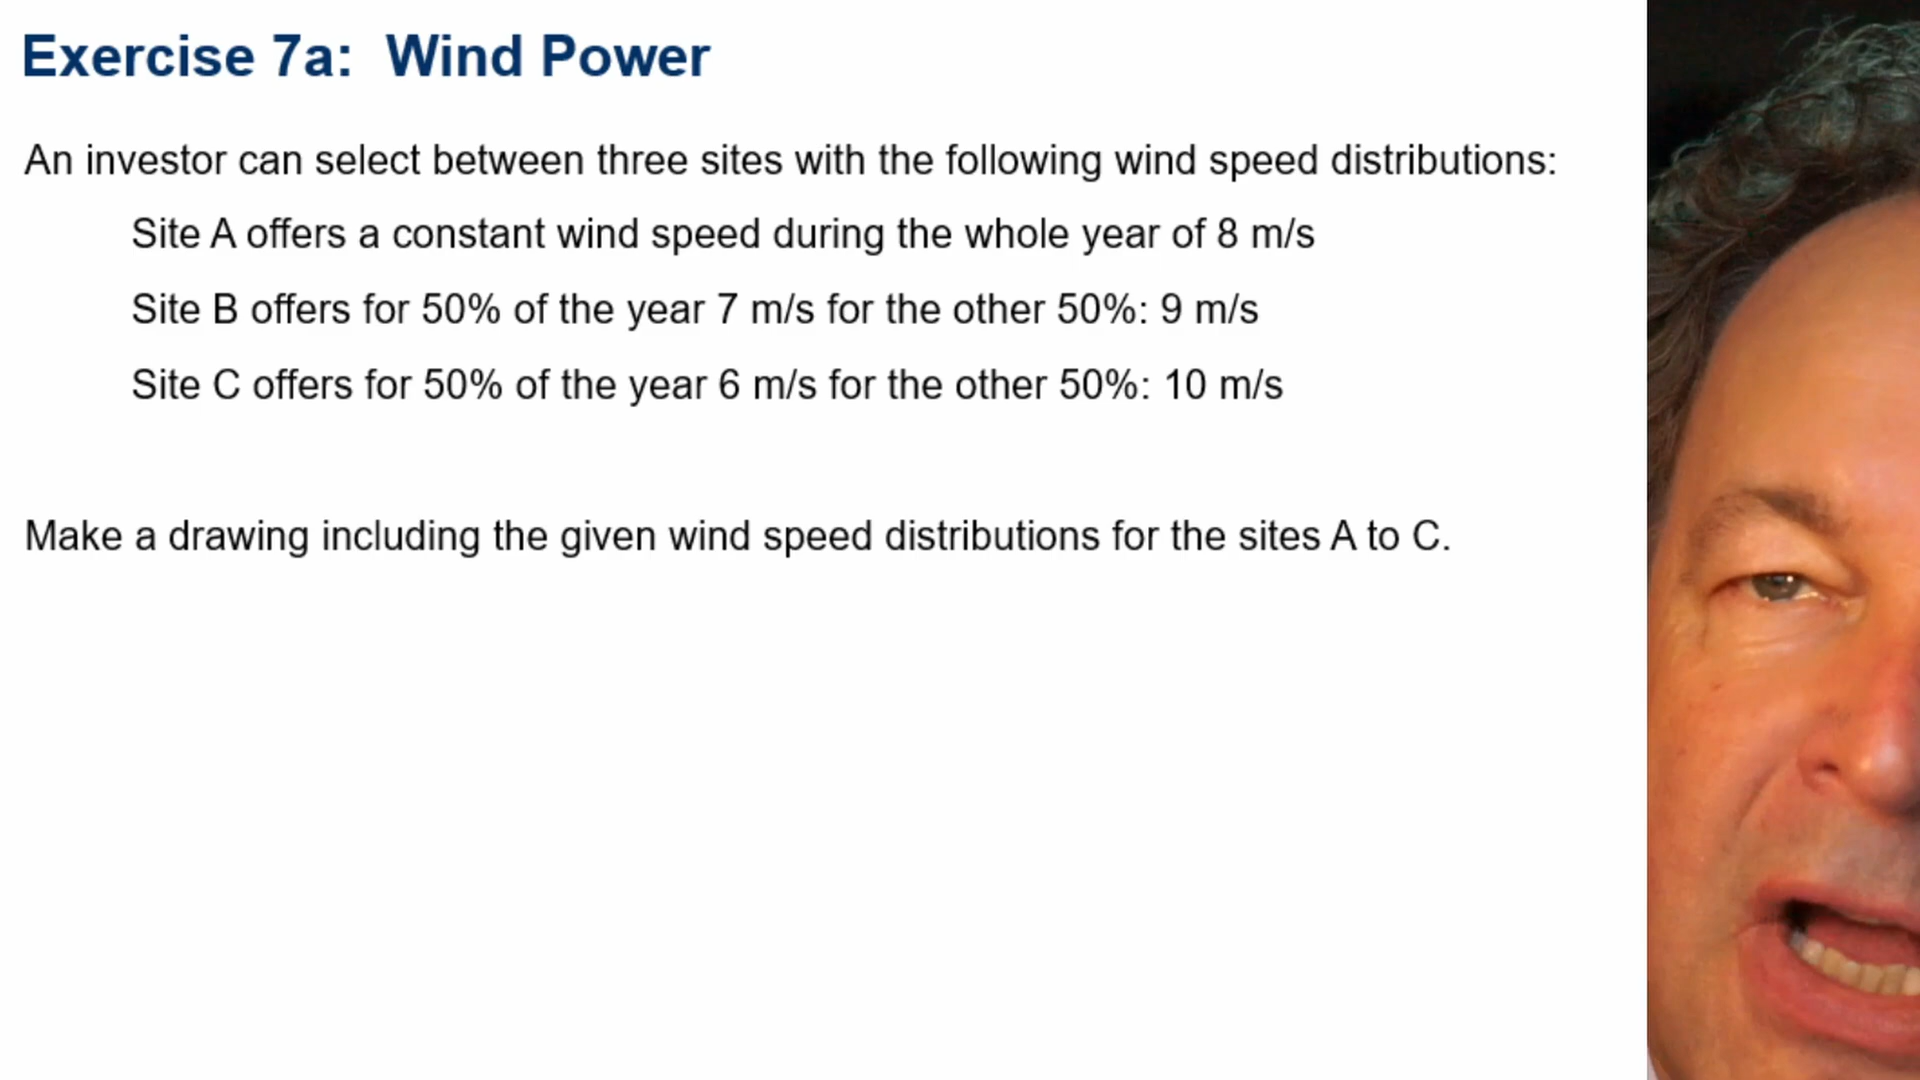 Exercise 7a: Wind Power
An investor can select between three sites with the following wind speed distributions:
Site A offers a constant wind speed during the whole year of 8 m/s
Site B offers for 50% of the year 7 m/s for the other 50%: 9 m/s
Site C offers for 50% of the year 6 m/s for the other 50%: 10 m/s
Make a drawing including the given wind speed distributions for the sites A to C.